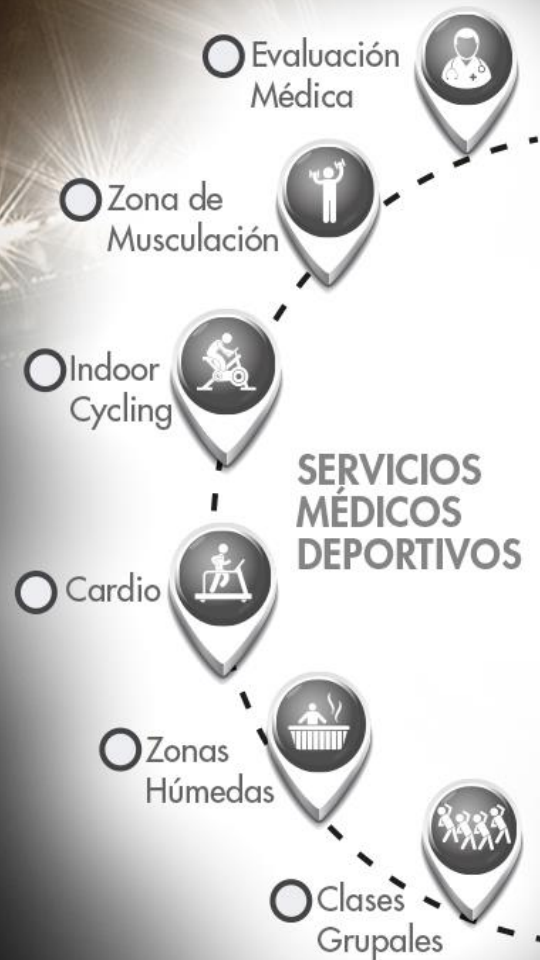 Evaluación
Médica
Zona de
Musculación
Indoor
Cycling
SERVICIOS
MÉDICOS
DEPORTIVOS
Cardio
Zonas
Húmedas
Clases
Grupales